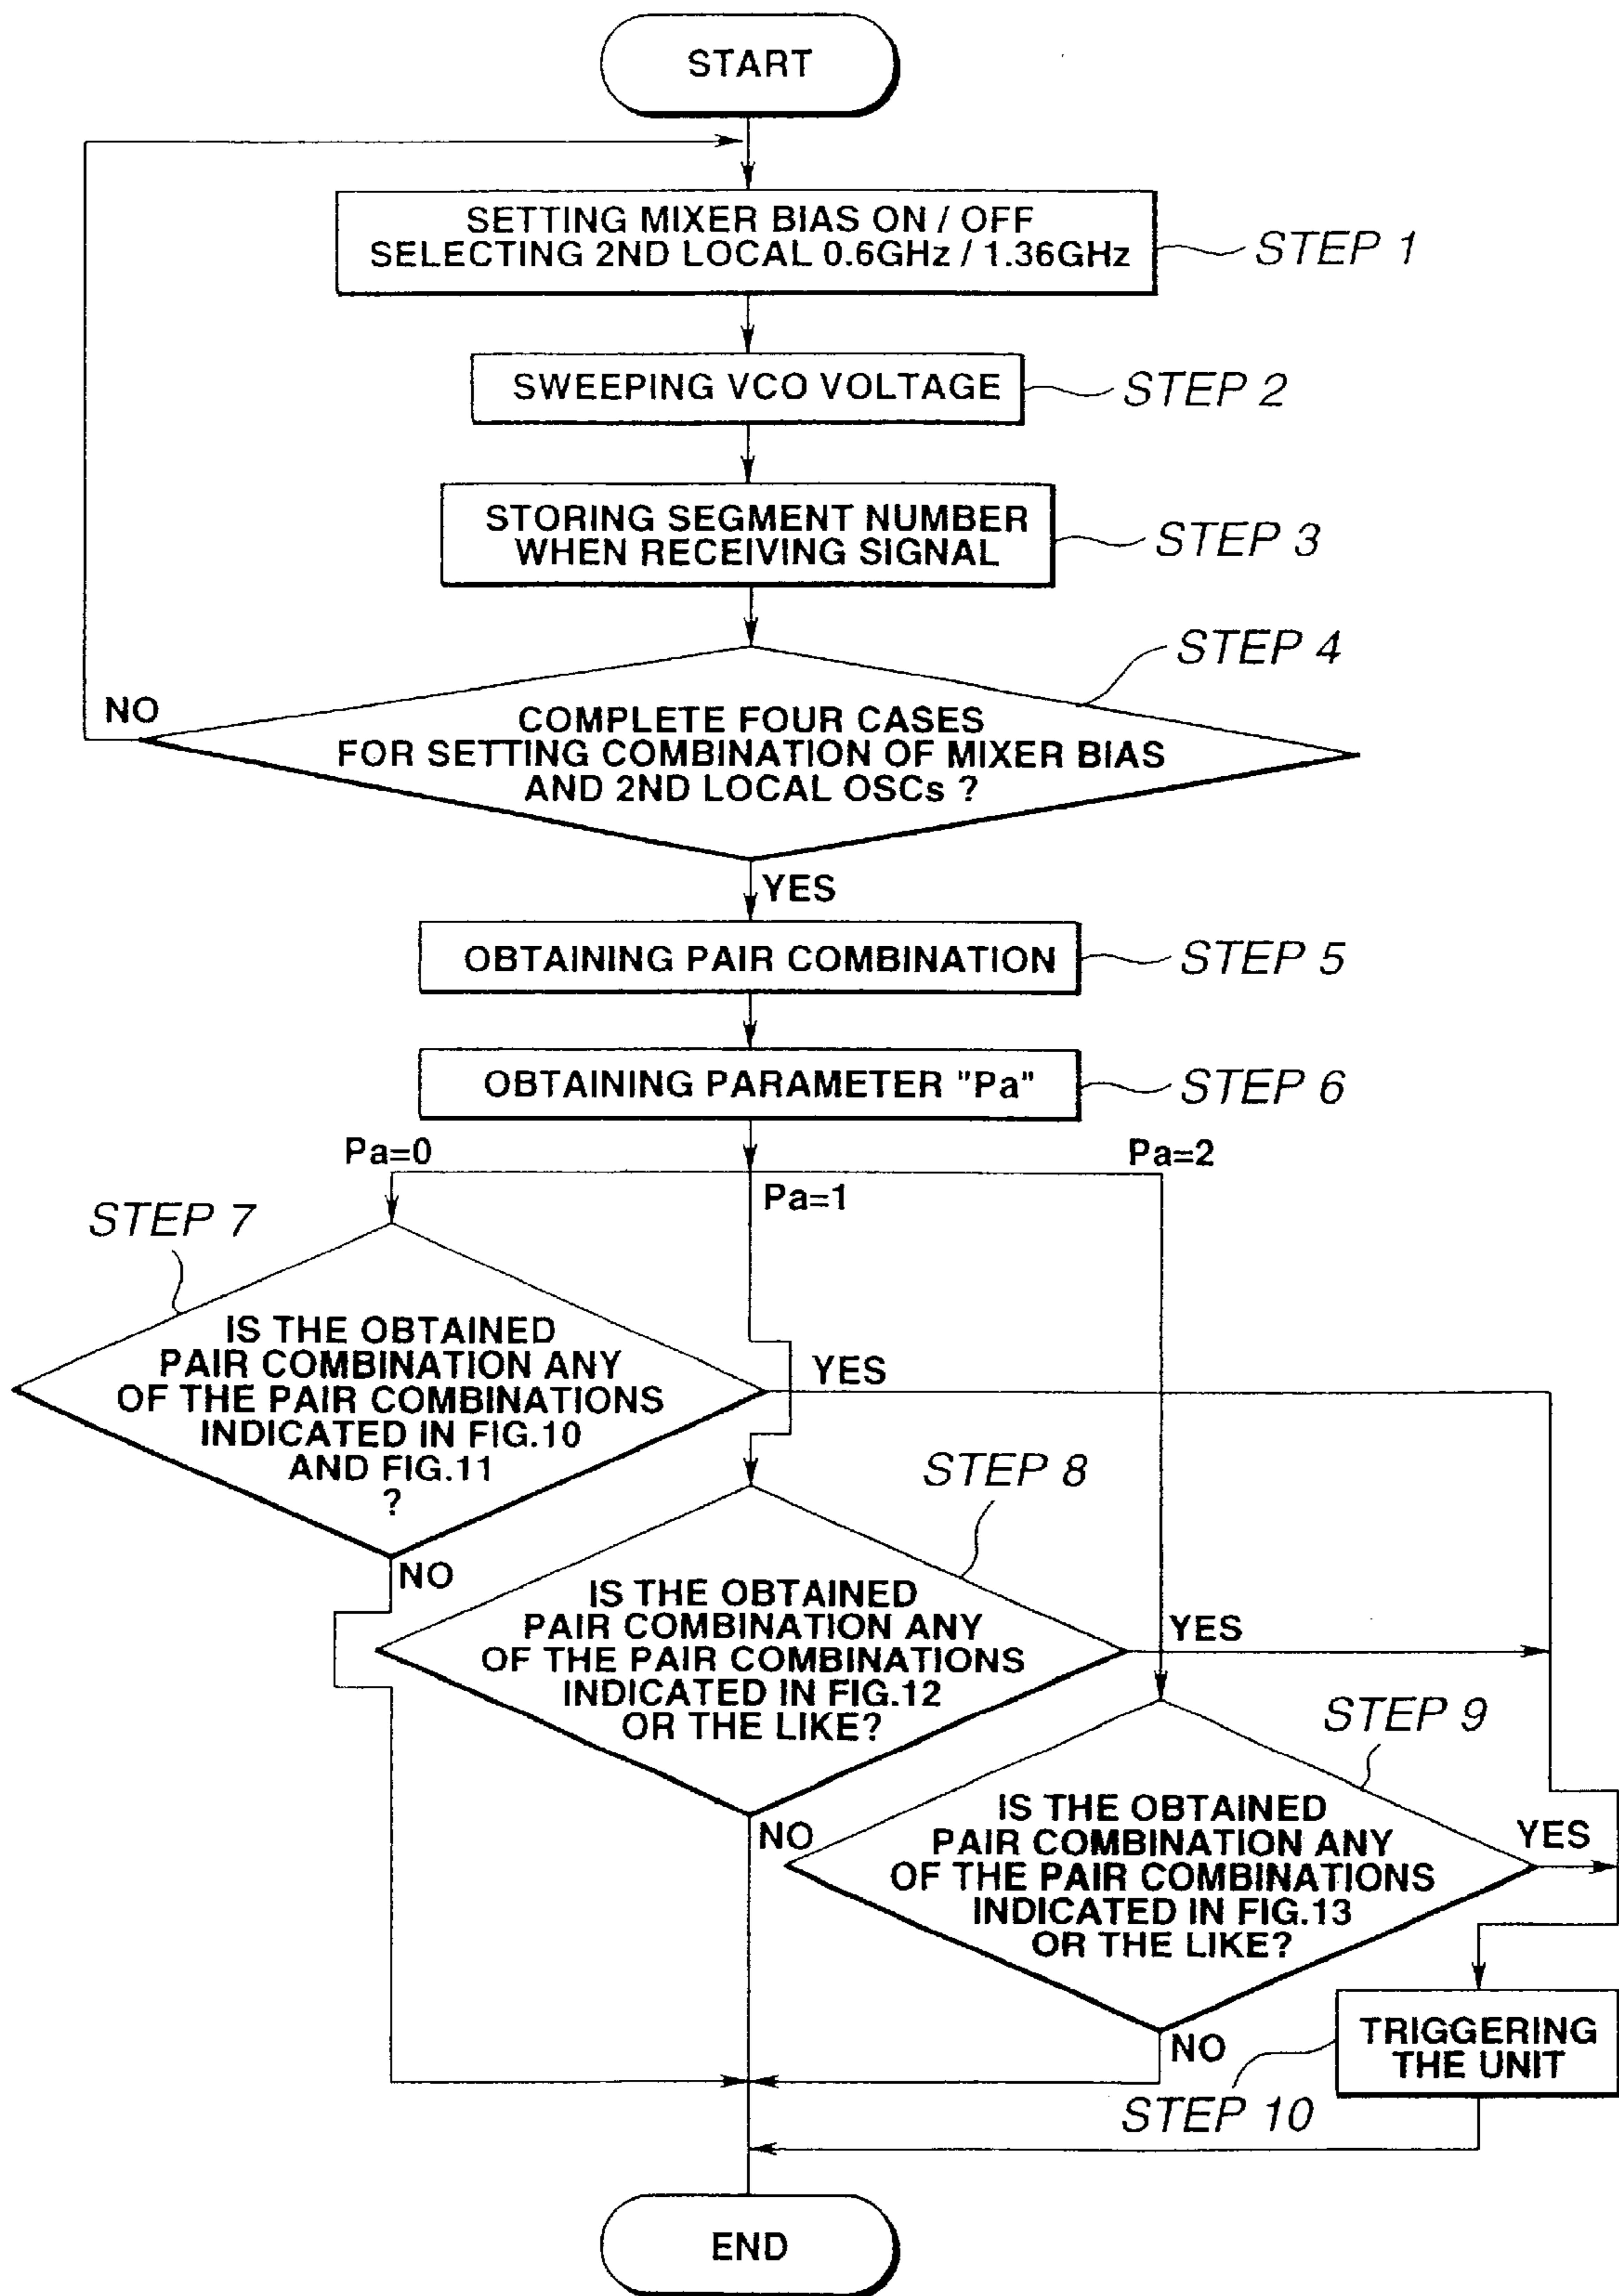 START
SETTING MIXER BIAS ON / OFF
SELECTING 2ND LOCAL 0.6GHz / 1.36GHz
STEP 1
SWEEPING VCO VOLTAGE
STEP 2
STORING SEGMENT NUMBER
WHEN RECEIVING SIGNAL
STEP 3
STEP 4
NO
COMPLETE FOUR CASES
FOR SETTING COMBINATION OF MIXER BIAS
AND 2ND LOCAL OSCs ?
YES
OBTAINING PAIR COMBINATION
STEP 5
OBTAINING PARAMETER "Pa"
STEP 6
Pa=0
Pa=1
Pa=2
STEP 7
IS THE OBTAINED
PAIR COMBINATION ANY
OF THE PAIR COMBINATIONS
INDICATED IN FIG.10
AND FIG.11
?
YES
NO
STEP 8
IS THE OBTAINED
PAIR COMBINATION ANY
OF THE PAIR COMBINATIONS
INDICATED IN FIG.12
OR THE LIKE?
YES
NO
STEP 9
IS THE OBTAINED
PAIR COMBINATION ANY
OF THE PAIR COMBINATIONS
INDICATED IN FIG.13
OR THE LIKE?
YES
NO
TRIGGERING
THE UNIT
STEP 10
END